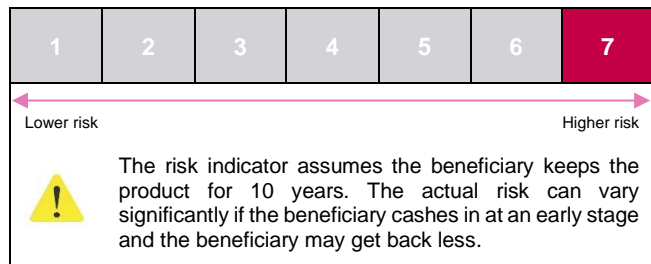 1 2 3 4 5 6 7
Lower risk Higher risk
The risk indicator assumes the beneficiary keeps the
product for 10 years. The actual risk can vary
significantly if the beneficiary cashes in at an early stage
and the beneficiary may get back less.